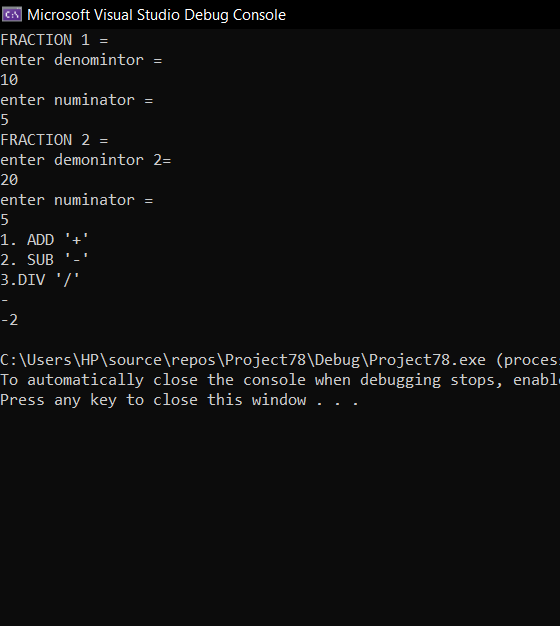 Microsoft Visual Studio Debug Console
FRACTION 1 =
enter denomintor =
10
enter numinator =
5
FRACTION 2 =
enter demonintor 2=
20
enter numinator =
5
1. ADD '+'
2. SUB '-'
3.DIV '/'
-
-2
C:\Users\HP\source\repos\Project78\Debug\Project78.exe (proces
To automatically close the console when debugging stops, enabl
Press any key to close this window . . .